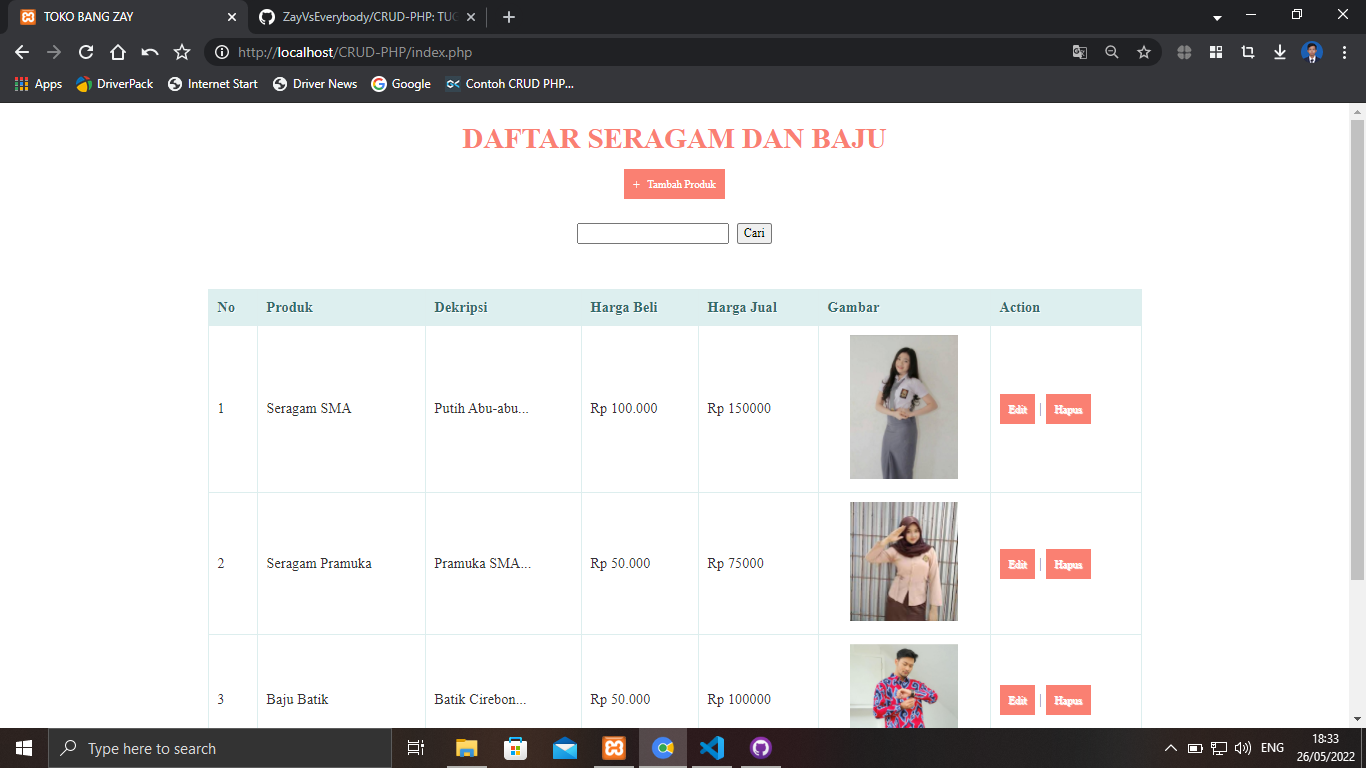 TOKO BANG ZAY
ZayVsEverybody/CRUD-PHP: TUG
http://localhost/CRUD-PHP/index.php
Apps DriverPack Internet Start Driver News Google Contoh CRUD PHP...
DAFTAR SERAGAM DAN BAJU
+ Tambah Produk
Cari
No Produk Dekripsi Harga Beli Harga Jual Gambar Action
1 Seragam SMA Putih Abu-abu... Rp 100.000 Rp 150000 Edit | Hapus
2 Seragam Pramuka Pramuka SMA... Rp 50.000 Rp 75000 Edit | Hapus
3 Baju Batik Batik Cirebon... Rp 50.000 Rp 100000 Edit | Hapus
Type here to search
ENG
18:33
26/05/2022